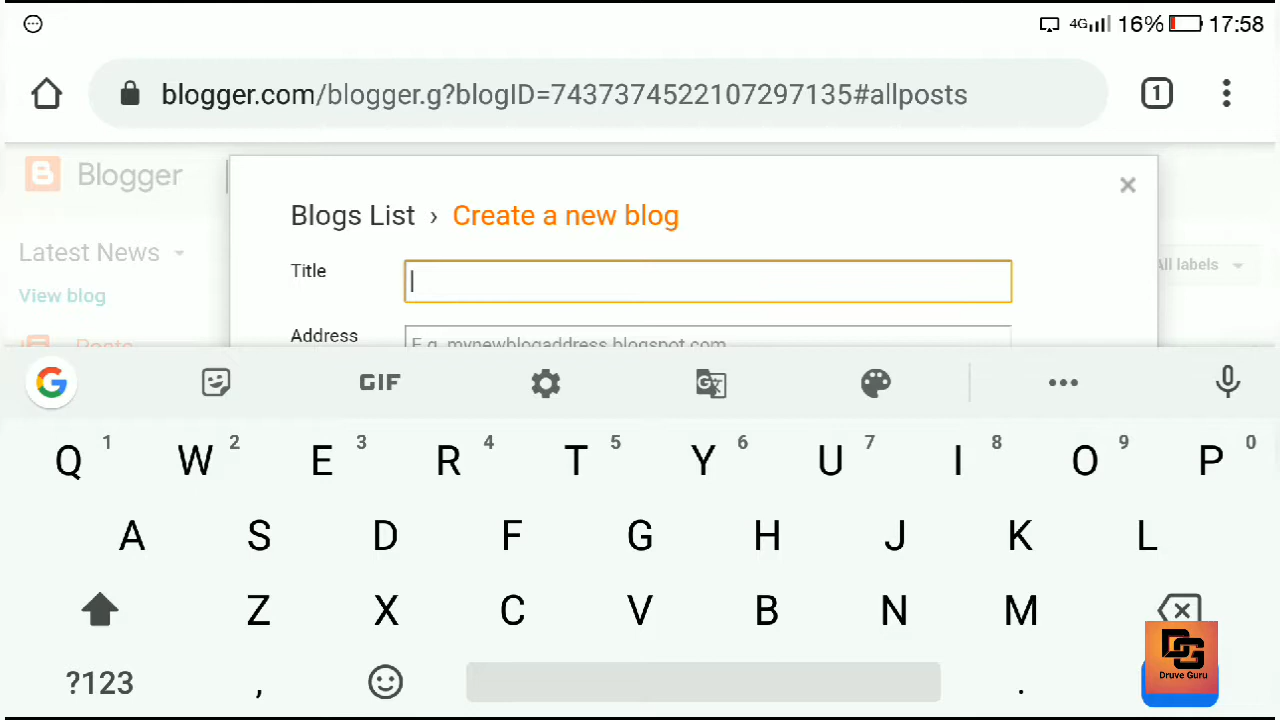 4G 16% 17:58
blogger.com/blogger.g?blogID=7437374522107297135#allposts 1
Blogger
Blogs List › Create a new blog
Latest News
Title
All labels
View blog
Address
E.g. mynewblogaddress.blogspot.com
Posts
G GIF G
Q 1 W 2 E 3 R 4 T 5 Y 6 U 7 I 8 O 9 P 0
A S D F G H J K L
Z X C V B N M
DG
Druve Guru
?123 , .